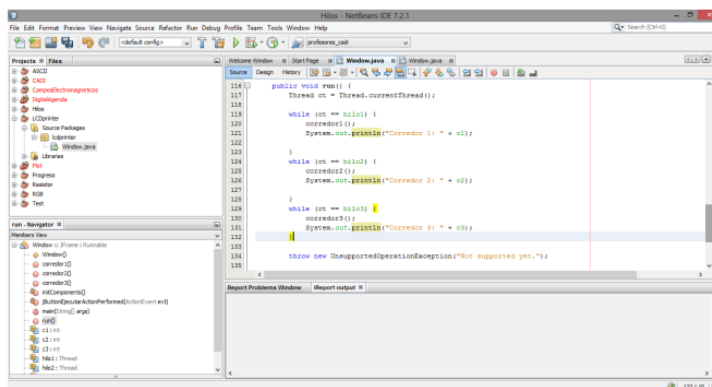 Hilos - NetBeans IDE 7.2.1
File Edit Format Preview View Navigate Source Refactor Run Debug Profile Team Tools Window Help
Search (Ctrl+I)
<default config>
profesores_cadi
Projects Files
Welcome Window Start Page Window.java Window.java
Source Design History
ASCII
CADI
CamposElectromagneticos
DigitalAgenda
Hilos
LCDprinter
Source Packages
lcdprinter
Window.java
Libraries
Plot
Progreso
Resistor
RGB
Test
116 public void run() {
117 Thread ct = Thread.currentThread();
118
119 while (ct == hilo1) {
120 corredor1();
121 System.out.println("Corredor 1: " + c1);
122
123 }
124 while (ct == hilo2) {
125 corredor2();
126 System.out.println("Corredor 2: " + c2);
127
128 }
129 while (ct == hilo3) {
130 corredor3();
131 System.out.println("Corredor 3: " + c3);
132 }
133
134 throw new UnsupportedOperationException("Not supported yet.");
135
run - Navigator
Members View
Window :: JFrame : Runnable
Window()
corredor1()
corredor2()
corredor3()
initComponents()
jButtonEjecutarActionPerformed(ActionEvent evt)
main(String[] args)
run()
c1 : int
c2 : int
c3 : int
hilo1 : Thread
hilo2 : Thread
Report Problems Window iReport output